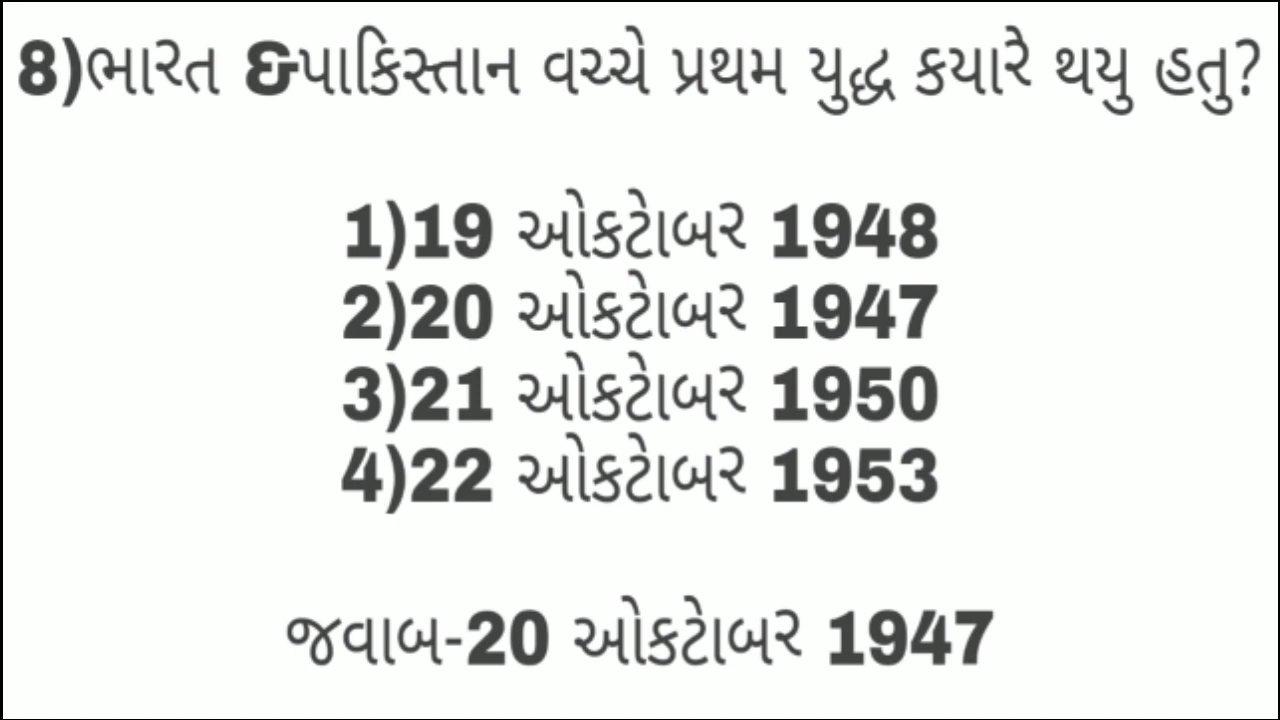 8)ભારત &પાકિસ્તાન વચ્ચે પ્રથમ યુદ્ધ કયારે થયુ હતુ?
1)19 ઓકટોબર 1948
2)20 ઓકટોબર 1947
3)21 ઓકટોબર 1950
4)22 ઓકટોબર 1953
જવાબ-20 ઓકટોબર 1947